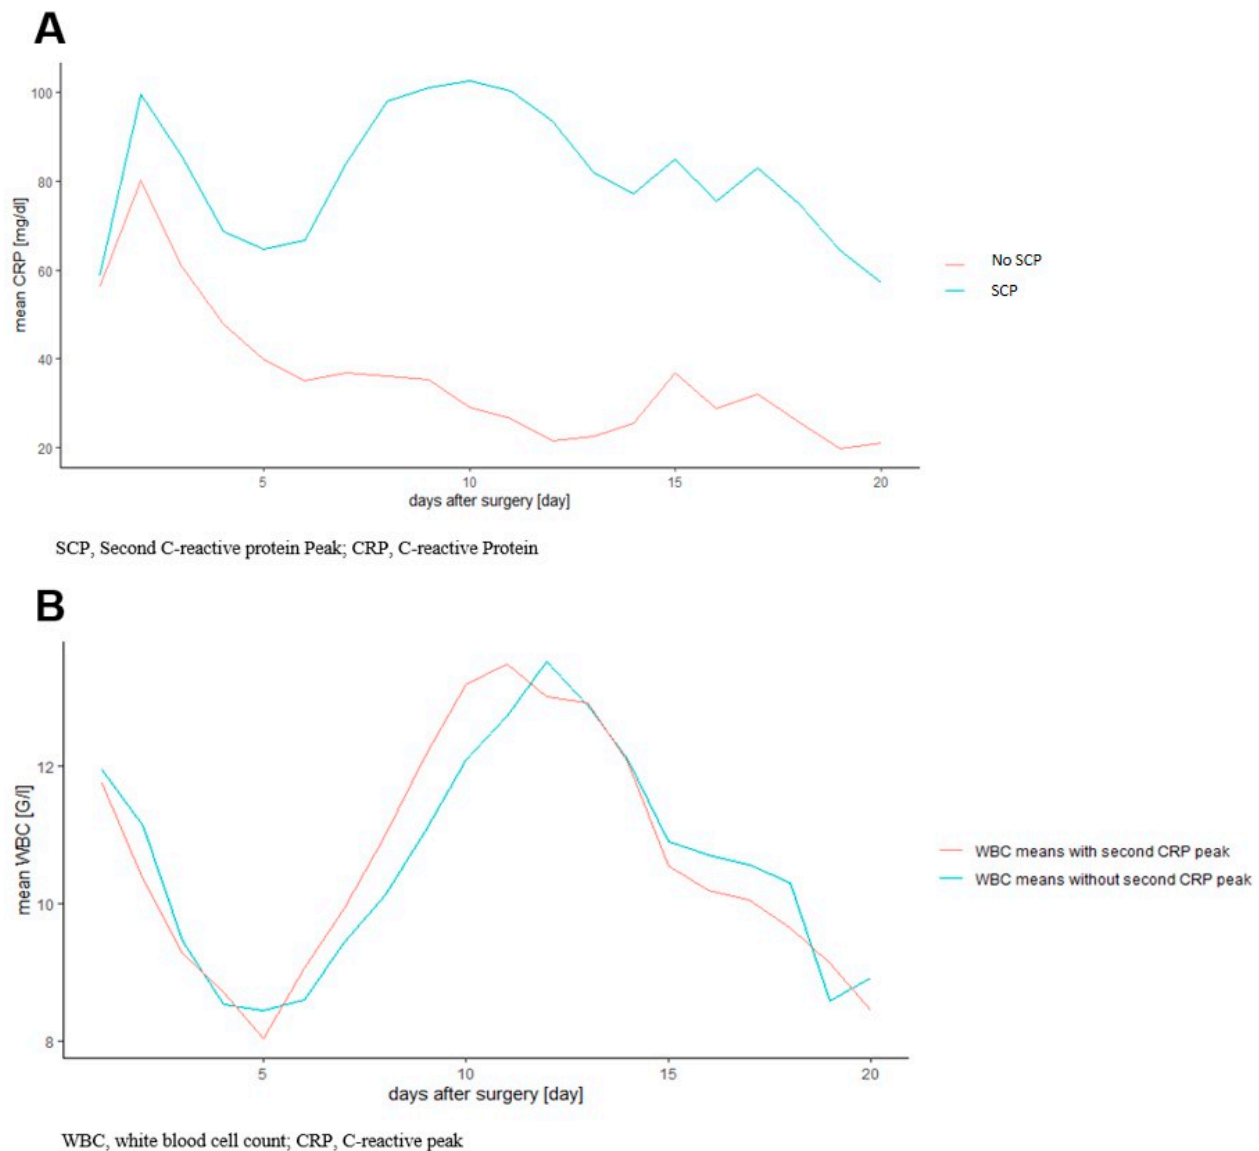 A
100
80
60
40
20
mean CRP [mg/dl]
5 10 15 20
days after surgery [day]
No SCP
SCP
SCP, Second C-reactive protein Peak; CRP, C-reactive Protein
B
12
10
8
mean WBC [G/l]
5 10 15 20
days after surgery [day]
WBC means with second CRP peak
WBC means without second CRP peak
WBC, white blood cell count; CRP, C-reactive peak